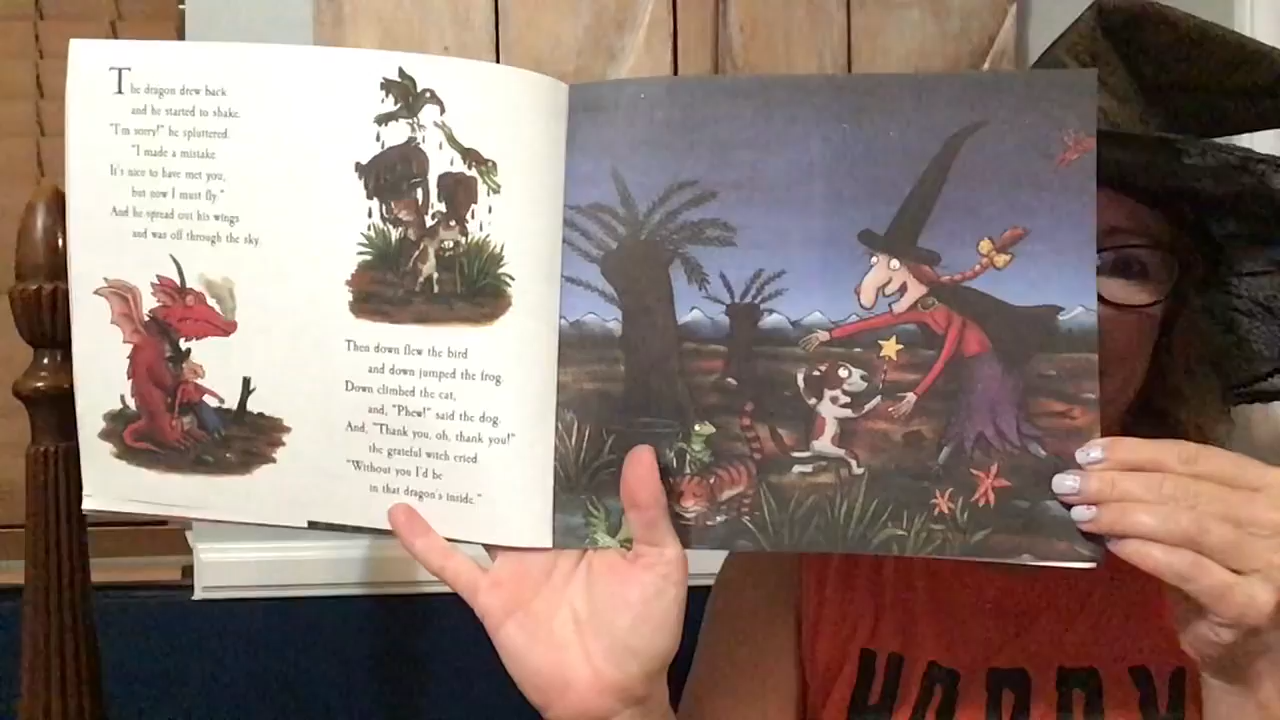 The dragon drew back
and he started to shake.
"I'm sorry!" he spluttered.
"I made a mistake.
It's nice to have met you,
but now I must fly."
And he spread out his wings
and was off through the sky.
Then down flew the bird
and down jumped the frog.
Down climbed the cat,
and, "Phew!" said the dog.
And, "Thank you, oh, thank you!"
the grateful witch cried.
"Without you I'd be
in that dragon's inside."
HAPPY